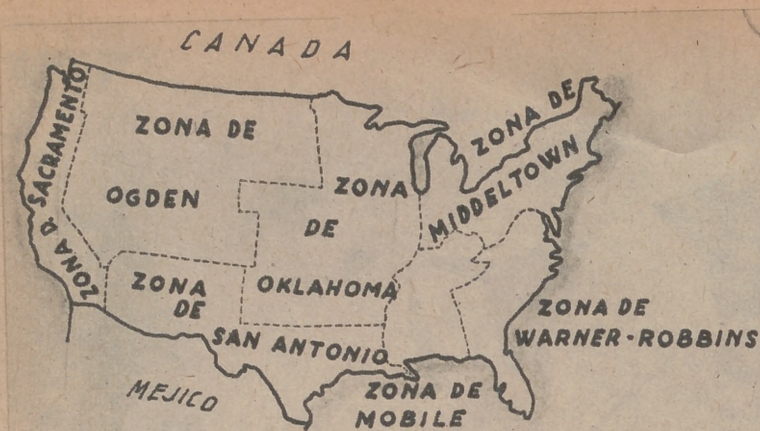 CANADA
ZONA D. SACRAMENTO
ZONA DE
OGDEN
ZONA
DE
OKLAHOMA
ZONA DE
MIDDELTOWN
ZONA
DE
SAN ANTONIO
ZONA DE
WARNER-ROBBINS
ZONA DE
MOBILE
MEJICO